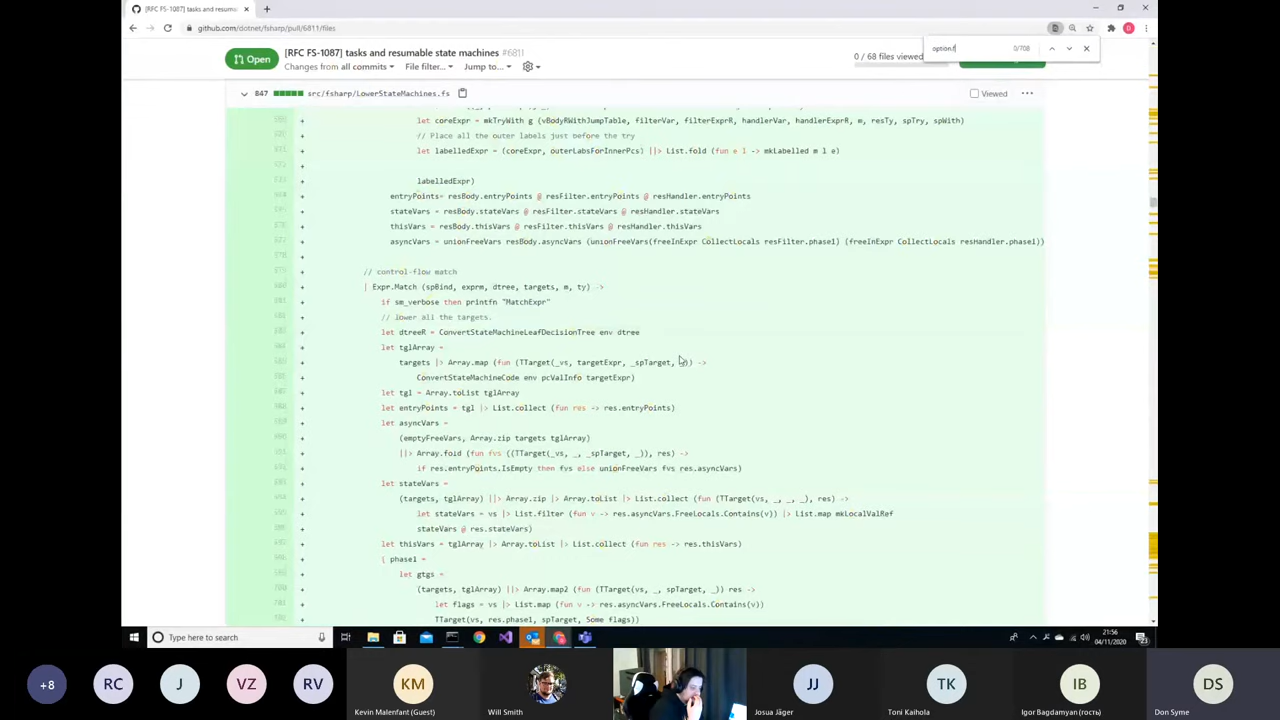 [RFC FS-1087] tasks and resumab
github.com/dotnet/fsharp/pull/6811/files
option.f
0/708
Open
[RFC FS-1087] tasks and resumable state machines #6811
Changes from all commits
File filter...
Jump to...
0 / 68 files viewed
847
src/fsharp/LowerStateMachines.fs
Viewed
+ let coreExpr = mkTryWith g (vBodyRWithJumpTable, filterVar, filterExprR, handlerVar, handlerExprR, m, resTy, spTry, spWith)
+ // Place all the outer labels just before the try
+ let labelledExpr = (coreExpr, outerLabsForInnerPcs) ||> List.fold (fun e l -> mkLabelled m l e)
+
+ labelledExpr)
+ entryPoints= resBody.entryPoints @ resFilter.entryPoints @ resHandler.entryPoints
+ stateVars = resBody.stateVars @ resFilter.stateVars @ resHandler.stateVars
+ thisVars = resBody.thisVars @ resFilter.thisVars @ resHandler.thisVars
+ asyncVars = unionFreeVars resBody.asyncVars (unionFreeVars(freeInExpr CollectLocals resFilter.phase1) (freeInExpr CollectLocals resHandler.phase1))
+
+ // control-flow match
+ | Expr.Match (spBind, exprm, dtree, targets, m, ty) ->
+ if sm_verbose then printfn "MatchExpr"
+ // lower all the targets.
+ let dtreeR = ConvertStateMachineLeafDecisionTree env dtree
+ let tglArray =
+ targets |> Array.map (fun (TTarget(_vs, targetExpr, _spTarget, _)) ->
+ ConvertStateMachineCode env pcValInfo targetExpr)
+ let tgl = Array.toList tglArray
+ let entryPoints = tgl |> List.collect (fun res -> res.entryPoints)
+ let asyncVars =
+ (emptyFreeVars, Array.zip targets tglArray)
+ ||> Array.fold (fun fvs ((TTarget(_vs, _, _spTarget, _)), res) ->
+ if res.entryPoints.IsEmpty then fvs else unionFreeVars fvs res.asyncVars)
+ let stateVars =
+ (targets, tglArray) ||> Array.zip |> Array.toList |> List.collect (fun (TTarget(vs, _, _, _), res) ->
+ let stateVars = vs |> List.filter (fun v -> res.asyncVars.FreeLocals.Contains(v)) |> List.map mkLocalValRef
+ stateVars @ res.stateVars)
+ let thisVars = tglArray |> Array.toList |> List.collect (fun res -> res.thisVars)
+ { phase1 =
+ let gtgs =
+ (targets, tglArray) ||> Array.map2 (fun (TTarget(vs, _, spTarget, _)) res ->
+ let flags = vs |> List.map (fun v -> res.asyncVars.FreeLocals.Contains(v))
+ TTarget(vs, res.phase1, spTarget, Some flags))
Type here to search
21:56
04/11/2020
+8
RC
J
VZ
RV
KM
Kevin Malenfant (Guest)
Will Smith
JJ
Josua Jäger
TK
Toni Kaihola
IB
Igor Bagdamyan (гость)
DS
Don Syme